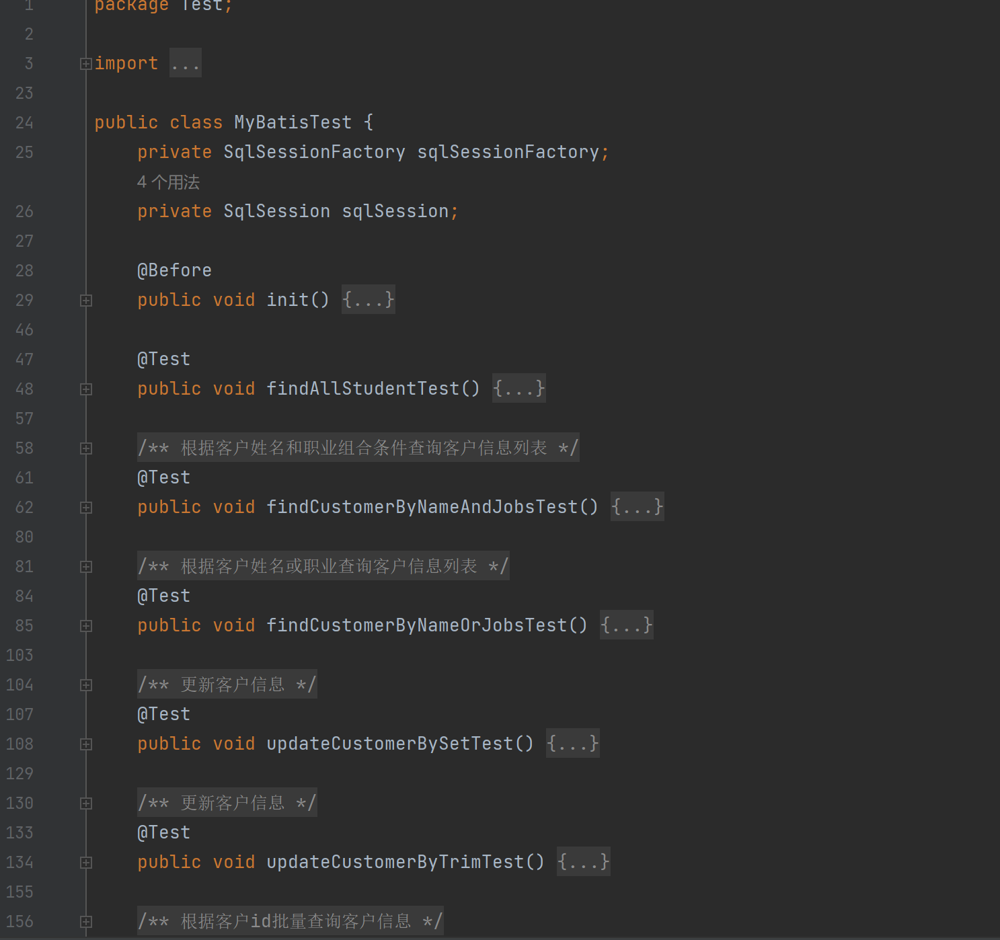 1 package Test;
2
3 import ...
23
24 public class MyBatisTest {
25 private SqlSessionFactory sqlSessionFactory;
4 个用法
26 private SqlSession sqlSession;
27
28 @Before
29 public void init() {...}
46
47 @Test
48 public void findAllStudentTest() {...}
57
58 /** 根据客户姓名和职业组合条件查询客户信息列表 */
61 @Test
62 public void findCustomerByNameAndJobsTest() {...}
80
81 /** 根据客户姓名或职业查询客户信息列表 */
84 @Test
85 public void findCustomerByNameOrJobsTest() {...}
103
104 /** 更新客户信息 */
107 @Test
108 public void updateCustomerBySetTest() {...}
129
130 /** 更新客户信息 */
133 @Test
134 public void updateCustomerByTrimTest() {...}
155
156 /** 根据客户id批量查询客户信息 */